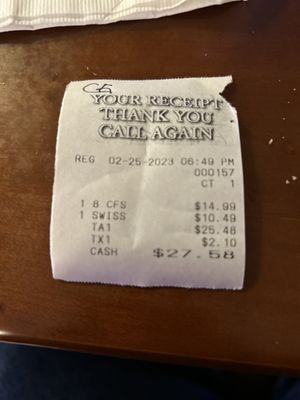 YOUR RECEIPT
THANK YOU
CALL AGAIN
REG 02-25-2023 06:49 PM
000157
CT 1
1 8 CFS $14.99
1 SWISS $10.49
TA1 $25.48
TX1 $2.10
CASH $27.58